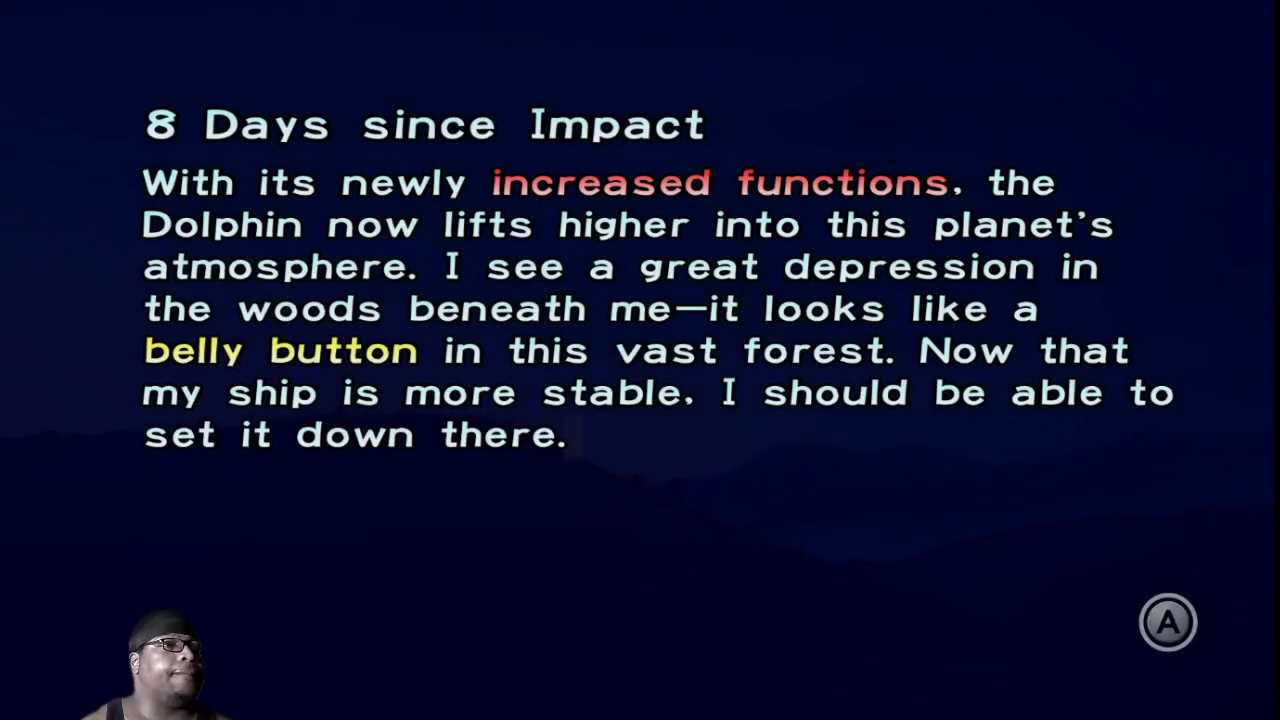 8 Days since Impact
With its newly increased functions, the
Dolphin now lifts higher into this planet's
atmosphere. I see a great depression in
the woods beneath me—it looks like a
belly button in this vast forest. Now that
my ship is more stable, I should be able to
set it down there.
A